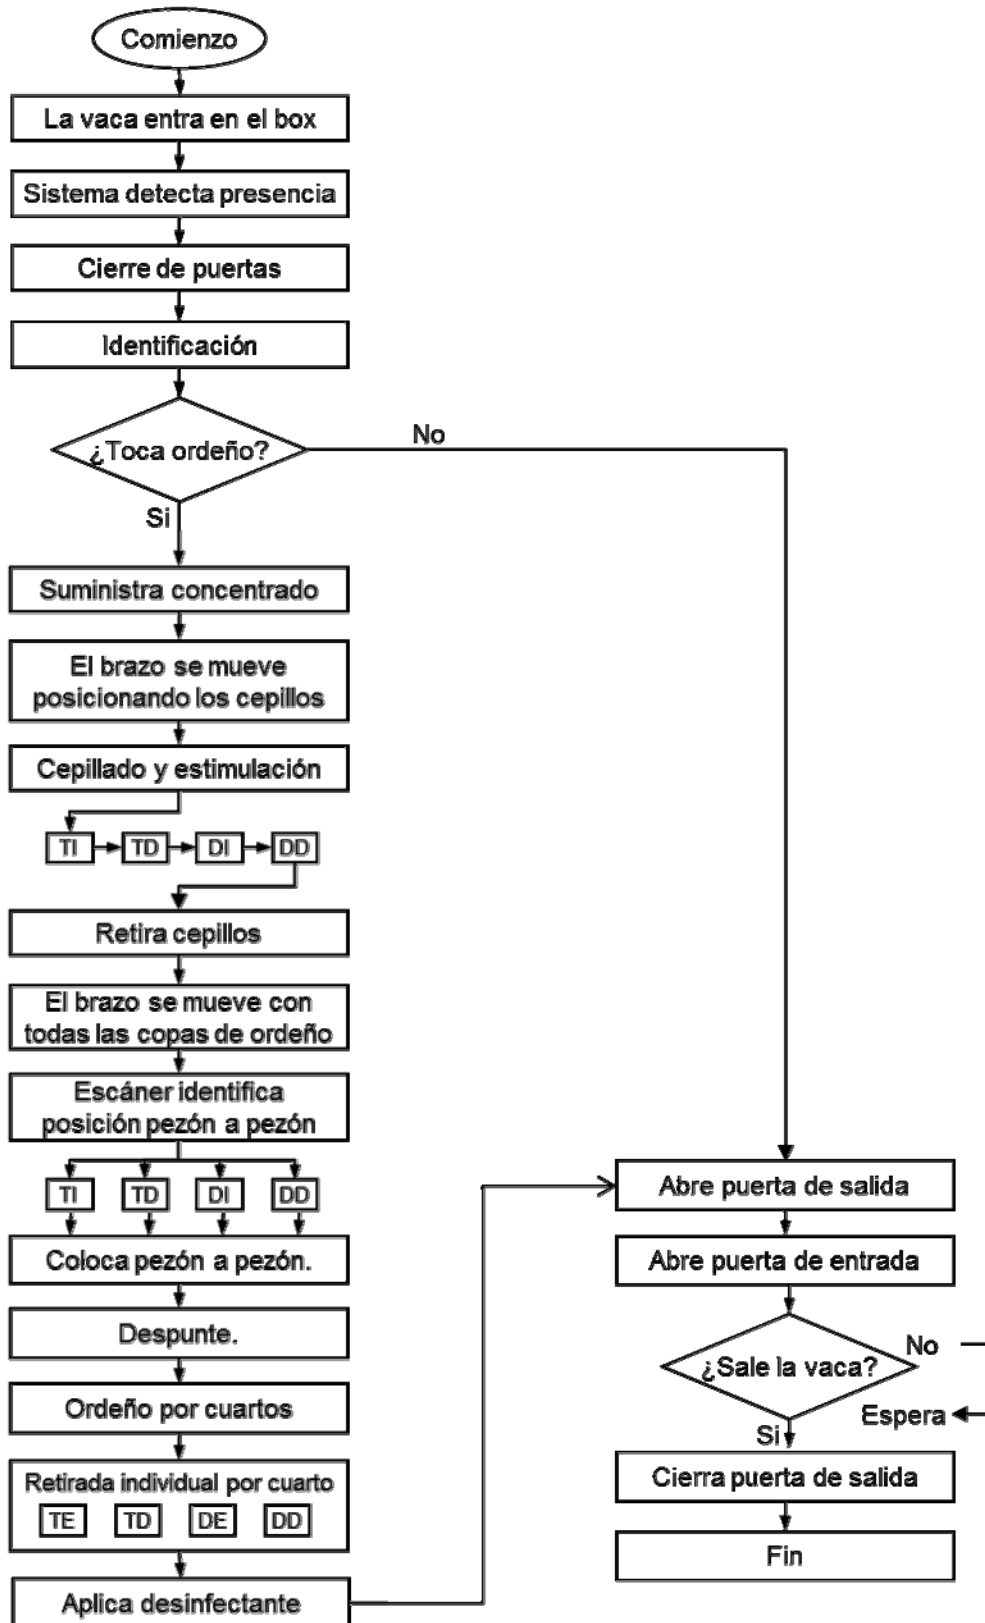 Comienzo
La vaca entra en el box
Sistema detecta presencia
Cierre de puertas
Identificación
¿Toca ordeño?
No
Si
Suministra concentrado
El brazo se mueve
posicionando los cepillos
Cepillado y estimulación
TI TD DI DD
Retira cepillos
El brazo se mueve con
todas las copas de ordeño
Escáner identifica
posición pezón a pezón
TI TD DI DD
Coloca pezón a pezón.
Despunte.
Ordeño por cuartos
Retirada individual por cuarto
TE TD DE DD
Aplica desinfectante
Abre puerta de salida
Abre puerta de entrada
¿Sale la vaca?
No
Espera
Si
Cierra puerta de salida
Fin